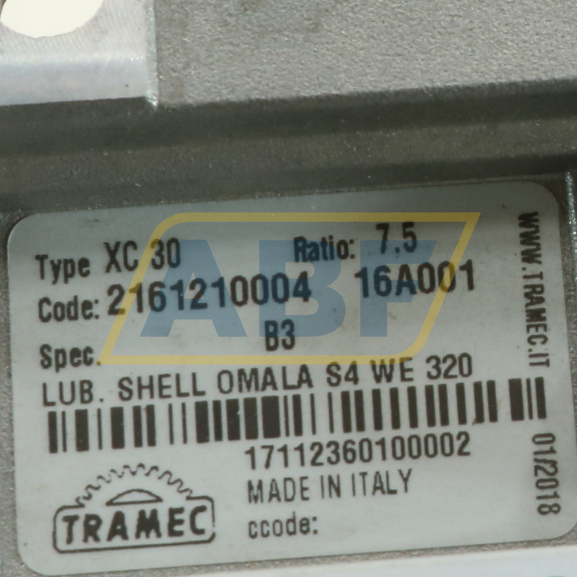 Type XC 30 Ratio: 7,5
Code: 2161210004 16A001
Spec. B3
LUB. SHELL OMALA S4 WE 320
17112360100002
MADE IN ITALY
ccode:
TRAMEC
WWW.TRAMEC.IT
01/2018
ABF